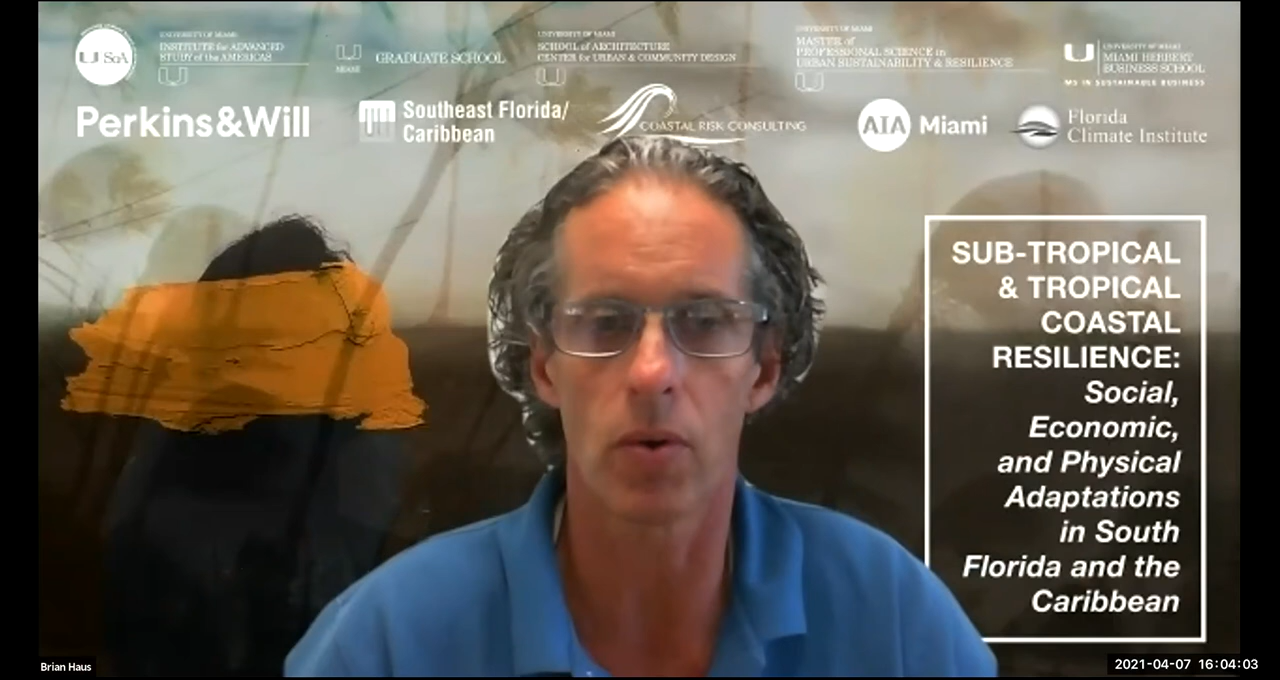 U SoA
UNIVERSITY OF MIAMI
INSTITUTE for ADVANCED
STUDY of the AMERICAS
U
MIAMI
GRADUATE SCHOOL
UNIVERSITY OF MIAMI
SCHOOL of ARCHITECTURE
CENTER for URBAN & COMMUNITY DESIGN
UNIVERSITY OF MIAMI
MASTER of
PROFESSIONAL SCIENCE in
URBAN SUSTAINABILITY & RESILIENCE
UNIVERSITY OF MIAMI
MIAMI HERBERT
BUSINESS SCHOOL
MS IN SUSTAINABLE BUSINESS
Perkins&Will
Southeast Florida/
Caribbean
COASTAL RISK CONSULTING
AIA Miami
Florida
Climate Institute
SUB-TROPICAL
& TROPICAL
COASTAL
RESILIENCE:
Social,
Economic,
and Physical
Adaptations
in South
Florida and the
Caribbean
Brian Haus
2021-04-07 16:04:03